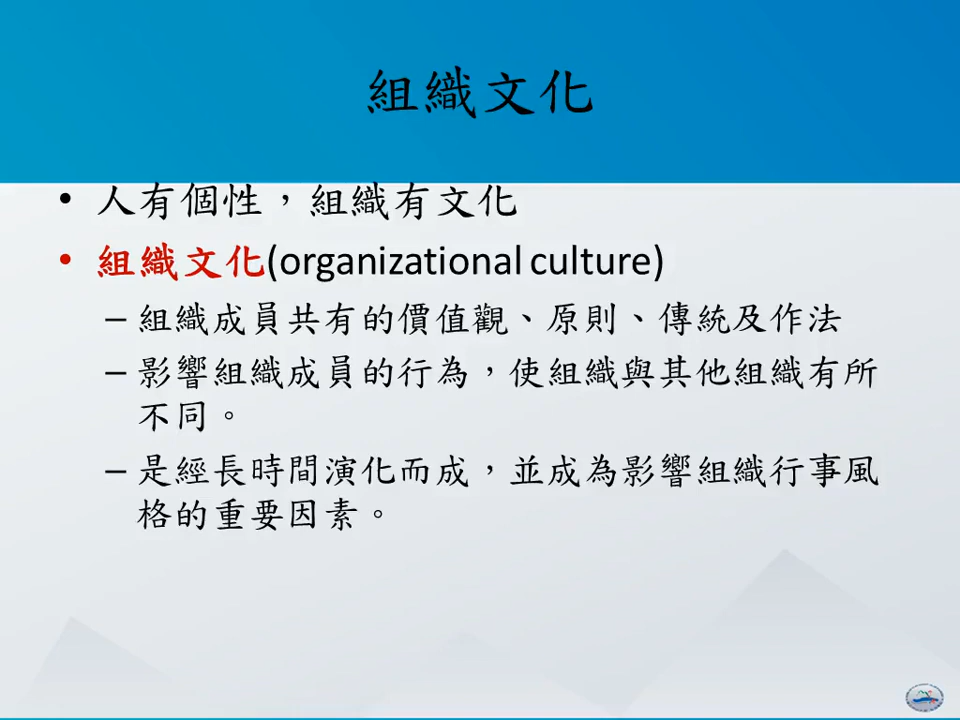 組織文化
• 人有個性，組織有文化
• 組織文化(organizational culture)
– 組織成員共有的價值觀、原則、傳統及作法
– 影響組織成員的行為，使組織與其他組織有所
不同。
– 是經長時間演化而成，並成為影響組織行事風
格的重要因素。